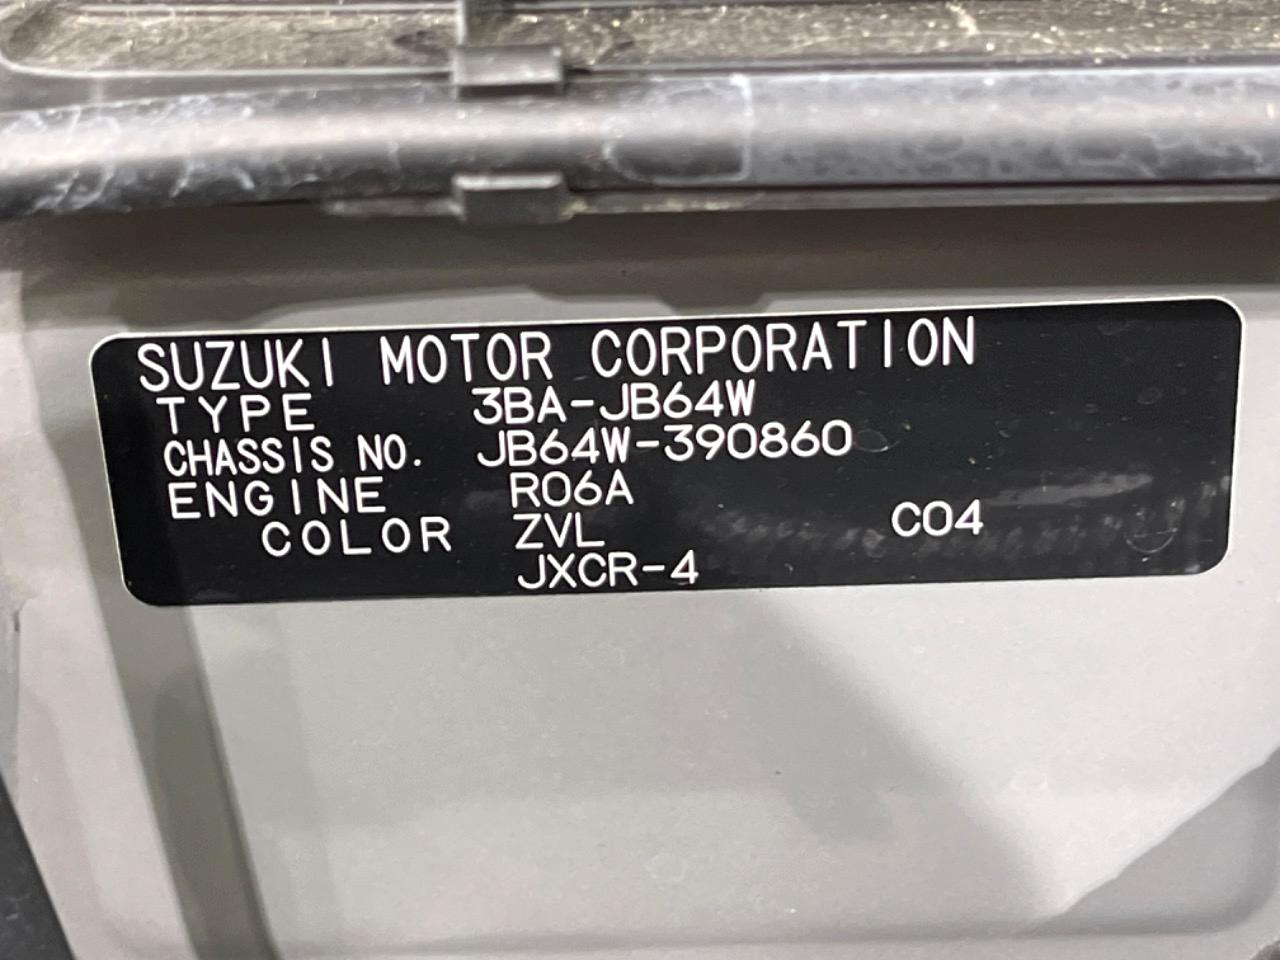 SUZUKI MOTOR CORPORATION
TYPE 3BA-JB64W
CHASSIS NO. JB64W-390860
ENGINE R06A
COLOR ZVL C04
JXCR-4